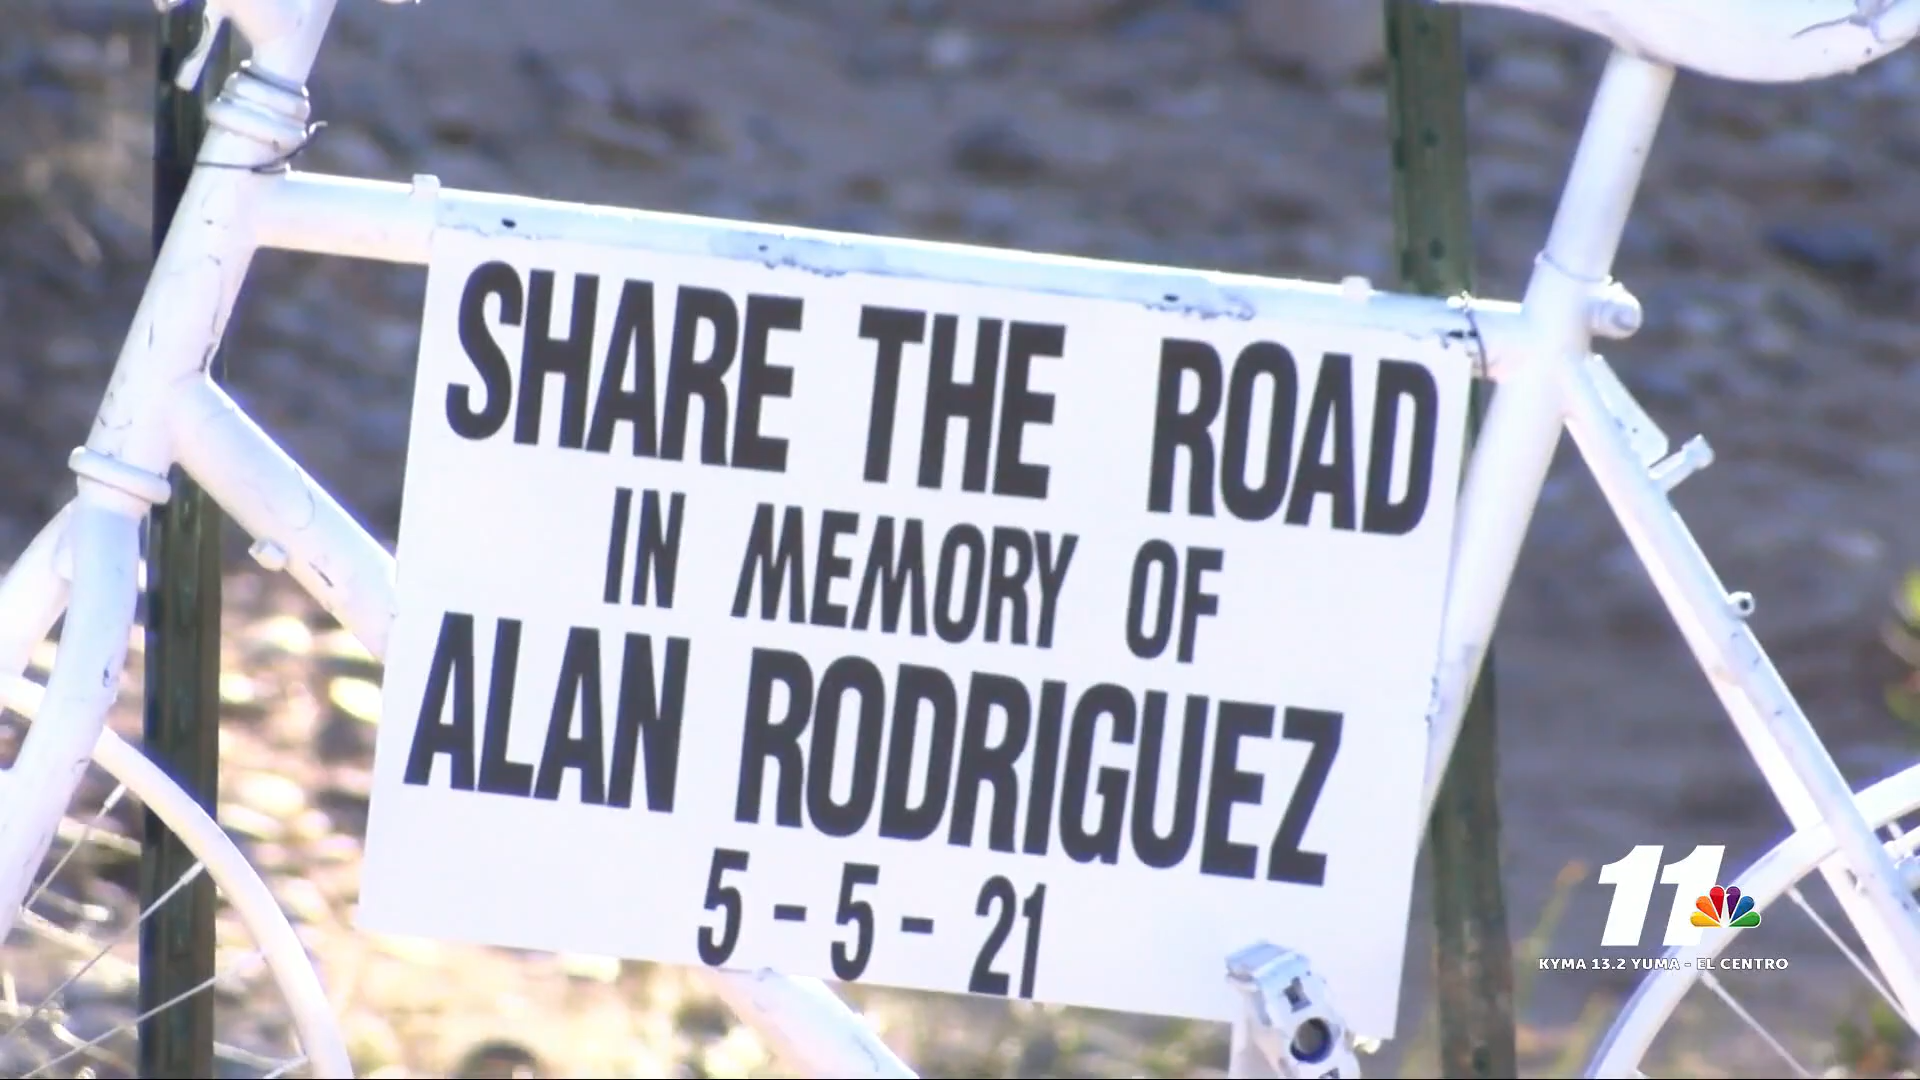 SHARE THE ROAD
IN MEMORY OF
ALAN RODRIGUEZ
5-5-21
11
KYMA 13.2 YUMA - EL CENTRO